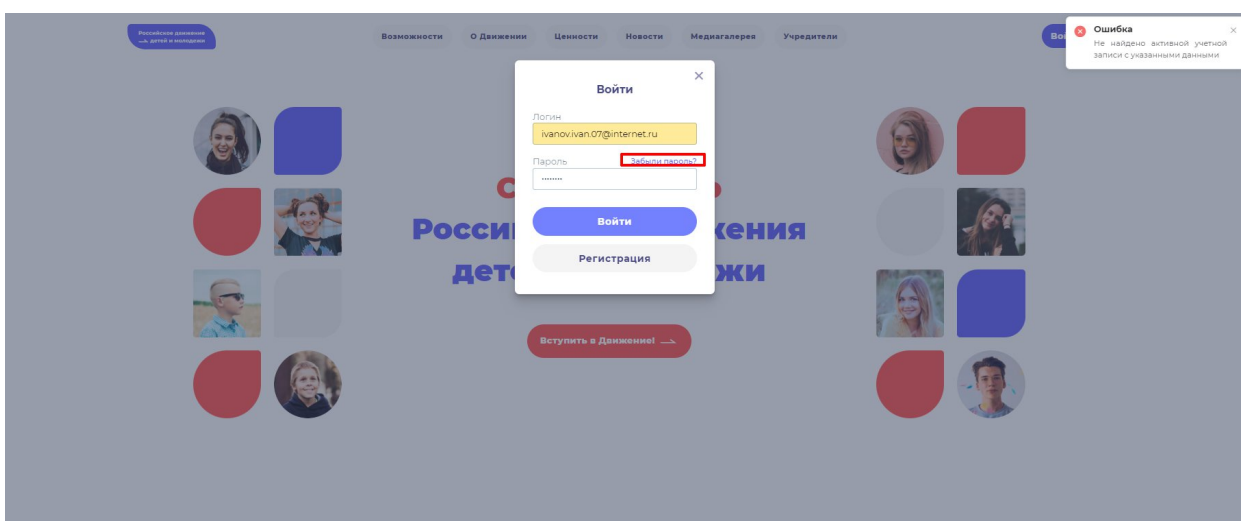 Российское движение
детей и молодежи
Возможности
О Движении
Ценности
Новости
Медиагалерея
Учредители
Ошибка
Не найдено активной учетной
записи с указанными данными
Войти
Логин
ivanov.ivan.07@internet.ru
Пароль
Забыли пароль?
········
Войти
Регистрация
Вступить в Движение!